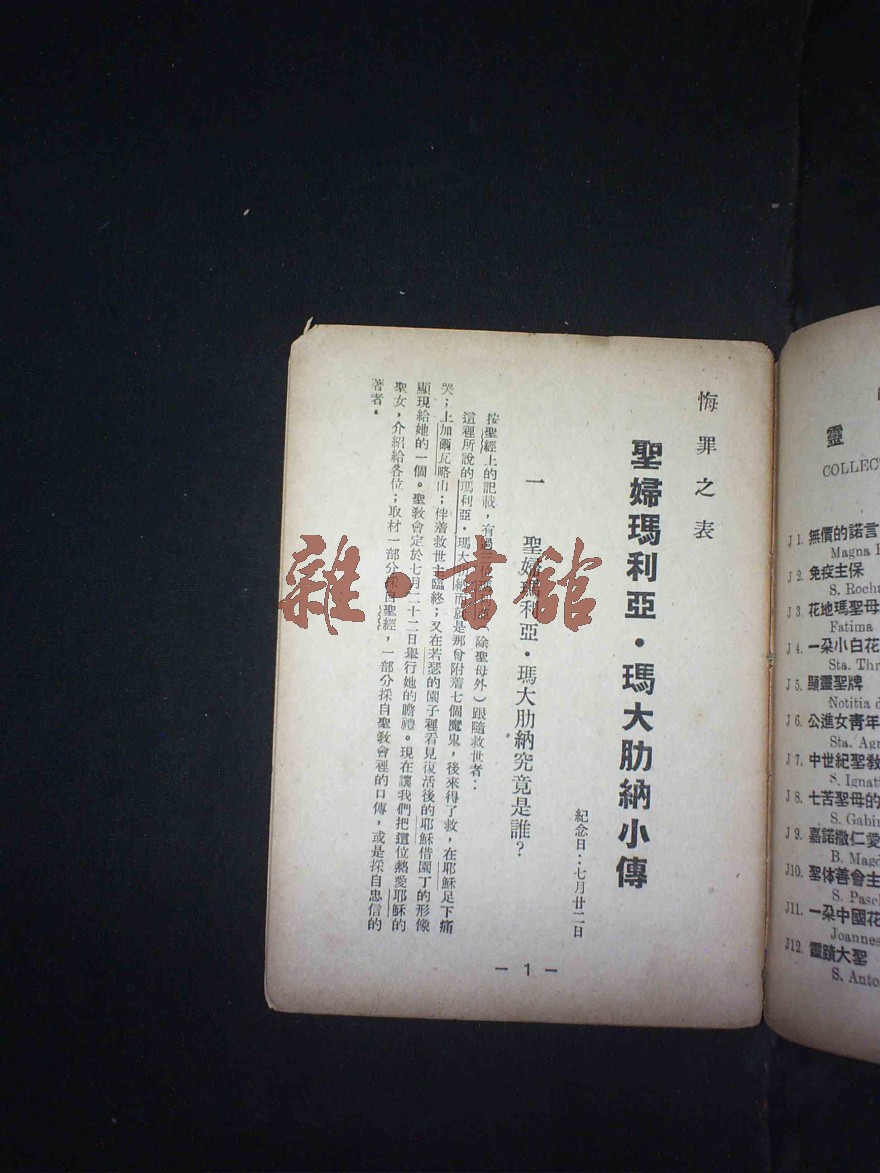 悔罪之表
聖婦瑪利亞・瑪大肋納小傳
紀念日：七月廿二日
一　聖婦瑪利亞・瑪大肋納究竟是誰？
按聖經上的記載，有過三位（除聖母外）跟隨救世者：
這裡所說的瑪利亞・瑪大肋納就是那曾附着七個魔鬼，後來得了救，在耶穌足下痛
哭；上加爾瓦略山；伴着救世主臨終；又在若瑟的園子裡看見復活後的耶穌借園丁的形像
顯現給她的一個。聖教會定於七月二十二日舉行她的瞻禮。現在讓我們把這位熱愛耶穌的
聖女，介紹給各位；取材一部分採自聖經，一部分採自聖教會裡的口傳，或是採自忠信的
著者。
— 1 —
雜・書館
靈
COLLECT
J 1. 無價的諾言
Magna
J 2. 免疫主保
S. Rochu
J 3. 花地瑪聖母
Fatima
J 4. 一朵小白花
Sta. Thr
J 5. 顯靈聖牌
Notitia d
J 6. 公進女青年
Sta. Agn
J 7. 中世紀聖教
S. Ignat
J 8. 七苦聖母的
S. Gabin
J 9. 嘉諾撒仁愛
B. Magd
J10. 聖体善會主
S. Pasc
J11. 一朵中國花
Joannes
J12. 靈蹟大聖
S. Anto